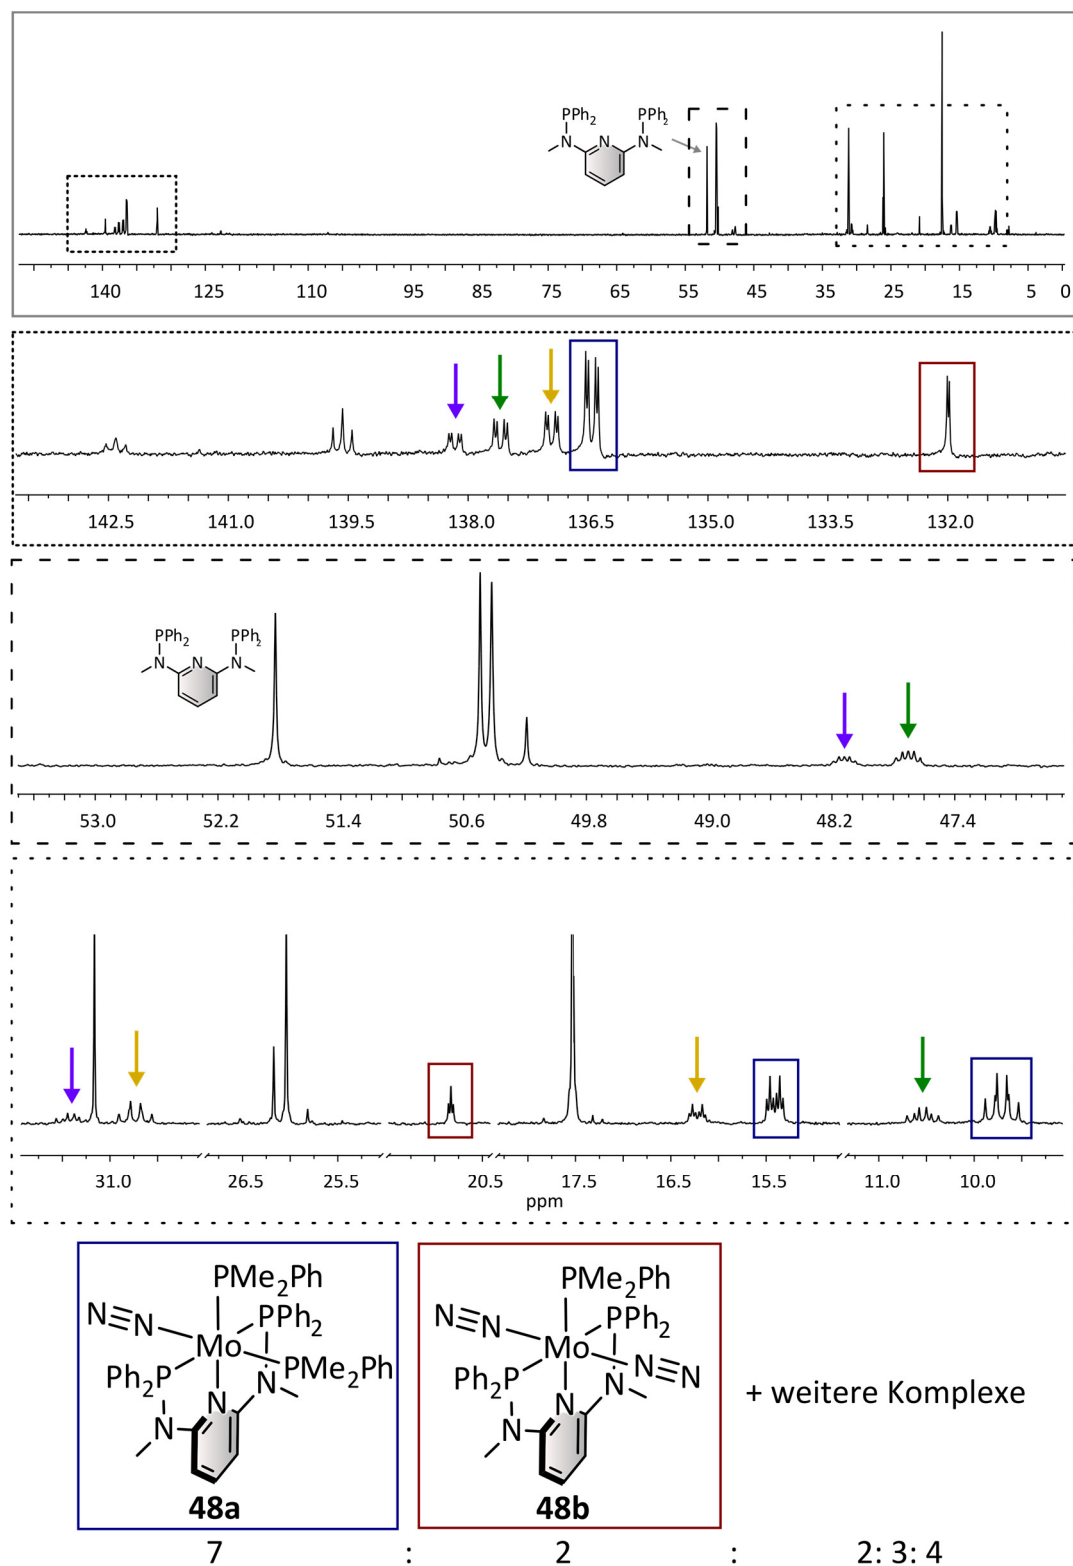 PPh2 PPh2
N N N
140 125 110 95 85 75 65 55 45 35 25 15 5 0
142.5 141.0 139.5 138.0 136.5 135.0 133.5 132.0
PPh2 PPh2
N N N
53.0 52.2 51.4 50.6 49.8 49.0 48.2 47.4
31.0 26.5 25.5 20.5 17.5 16.5 15.5 11.0 10.0
ppm
PMe2Ph PMe2Ph
N≡N PPh2 N≡N PPh2
Mo Mo
Ph2P PMe2Ph Ph2P N≡N
N N N N
N N
+ weitere Komplexe
48a 48b
7 : 2 : 2: 3: 4